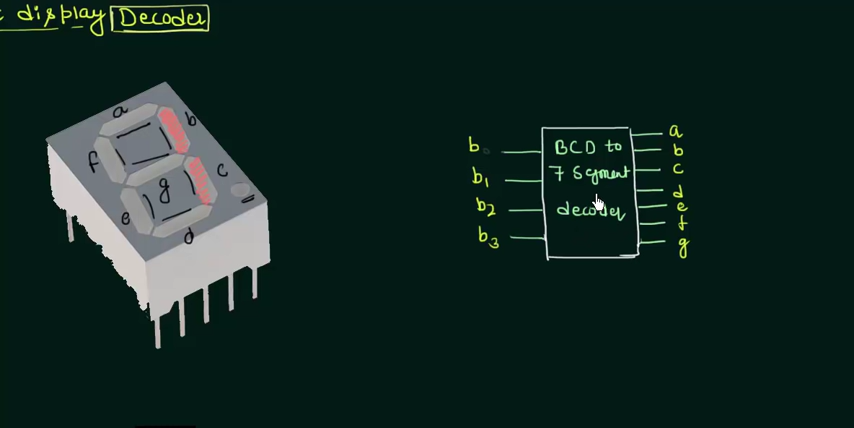 display Decoder
a
b
f
g
c
e
d
b
b1
b2
b3
BCD to
7 Segment
decoder
a
b
c
d
e
f
g